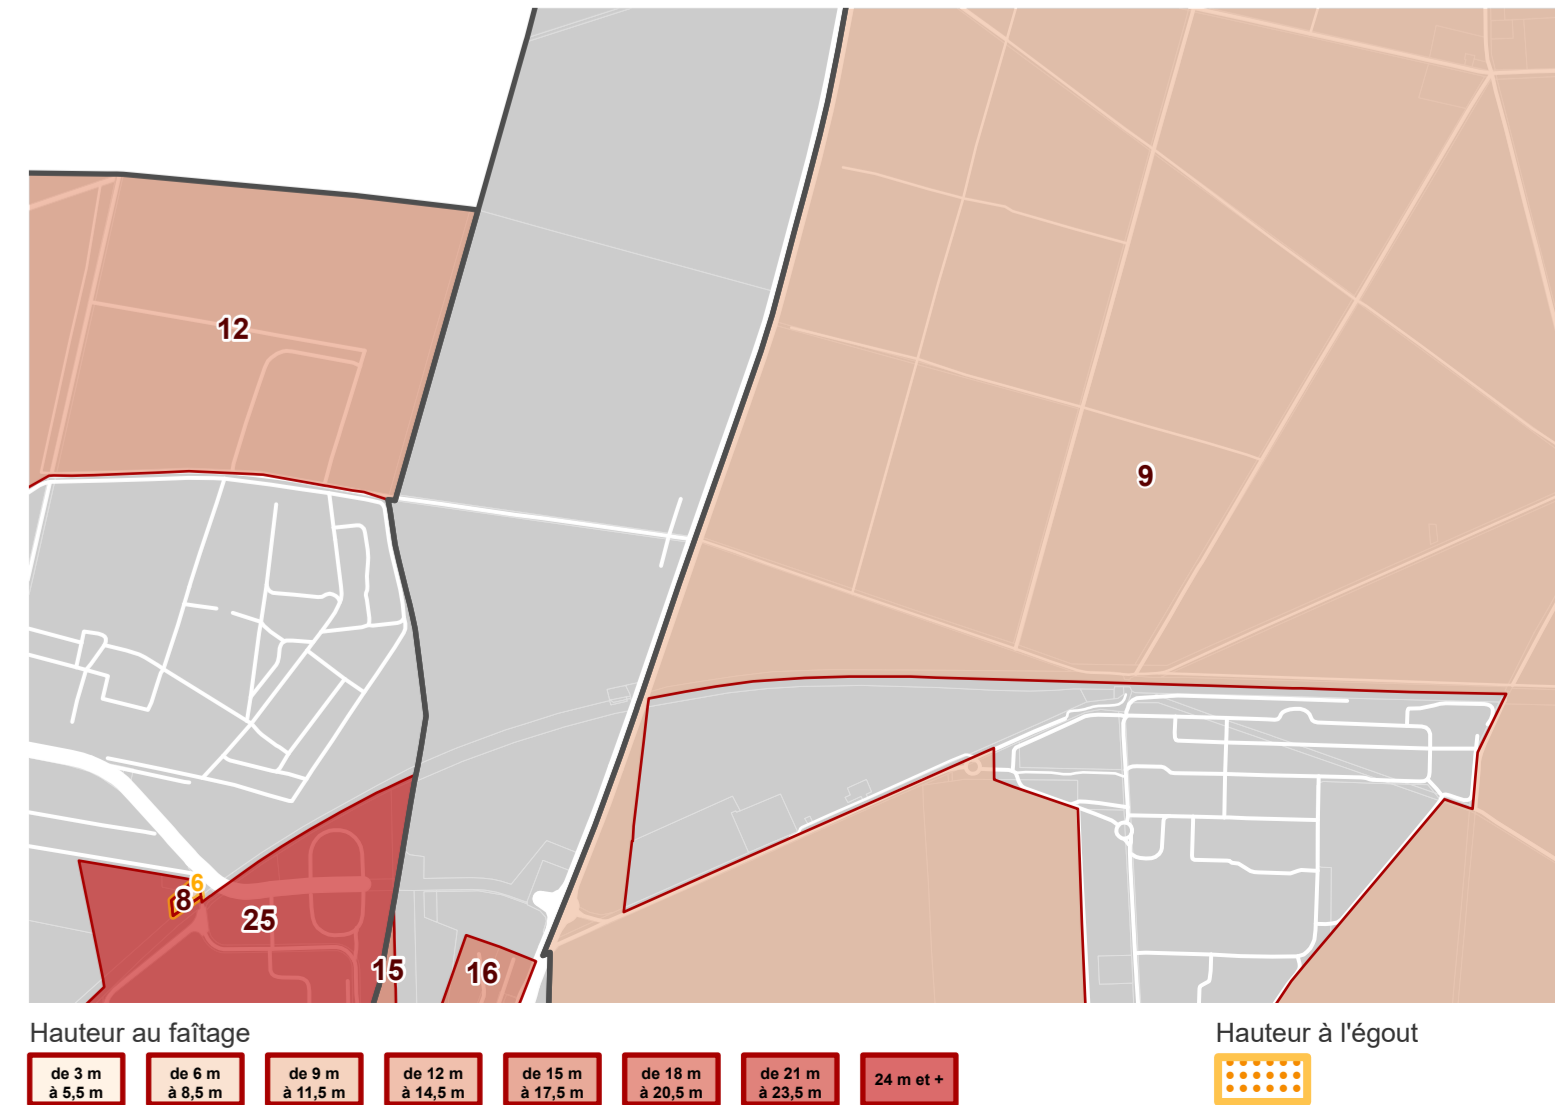 12
9
6
8
25
15
16
Hauteur au faîtage
Hauteur à l'égout
de 3 m
à 5,5 m
de 6 m
à 8,5 m
de 9 m
à 11,5 m
de 12 m
à 14,5 m
de 15 m
à 17,5 m
de 18 m
à 20,5 m
de 21 m
à 23,5 m
24 m et +